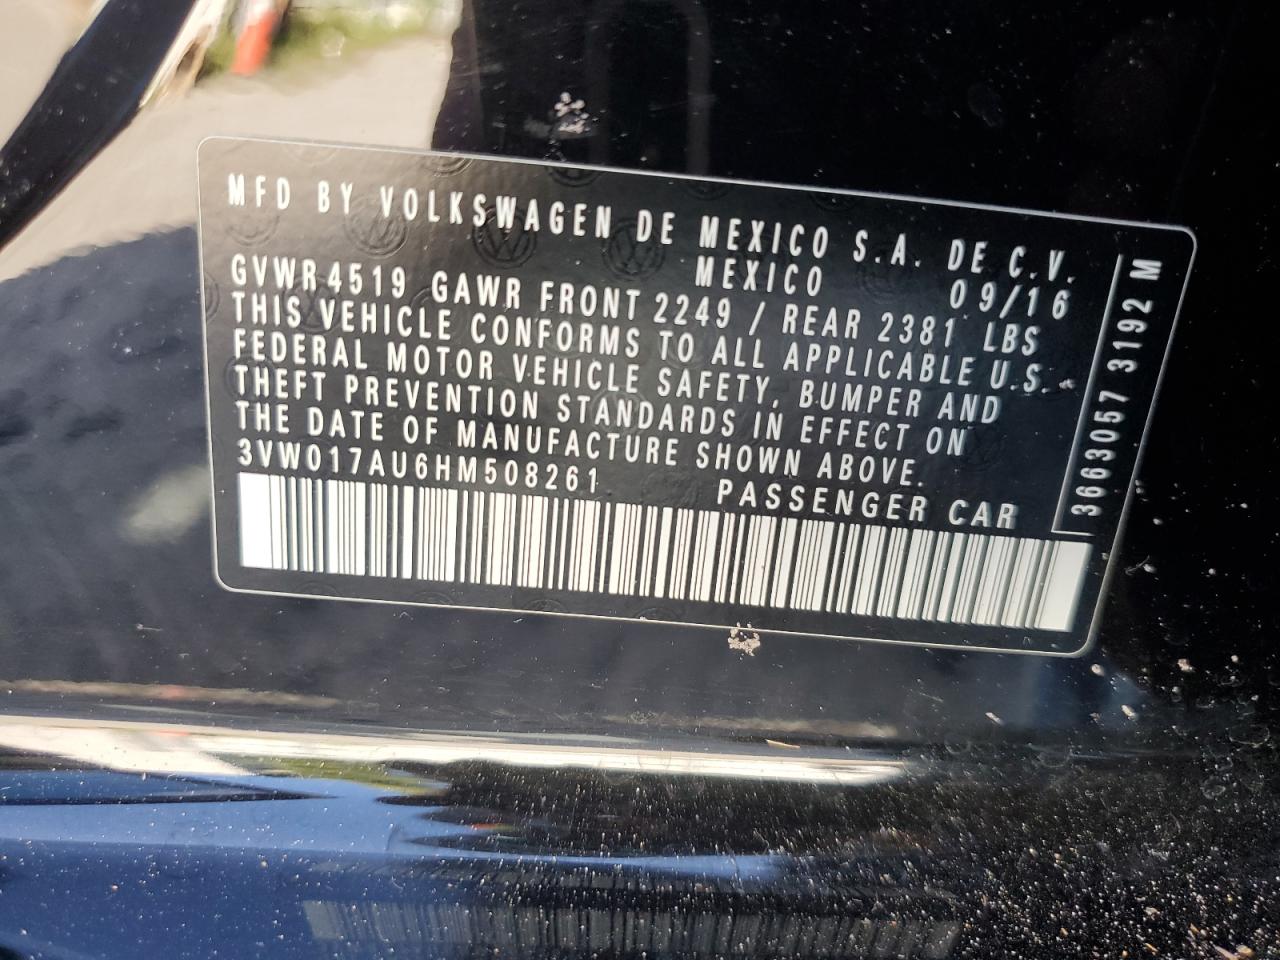 MFD BY VOLKSWAGEN DE MEXICO S.A. DE C.V.
MEXICO 09/16
GVWR 4519 GAWR FRONT 2249 / REAR 2381 LBS
THIS VEHICLE CONFORMS TO ALL APPLICABLE U.S.
FEDERAL MOTOR VEHICLE SAFETY, BUMPER AND
THEFT PREVENTION STANDARDS IN EFFECT ON
THE DATE OF MANUFACTURE SHOWN ABOVE.
3VW017AU6HM508261 PASSENGER CAR
3663057 3192 M